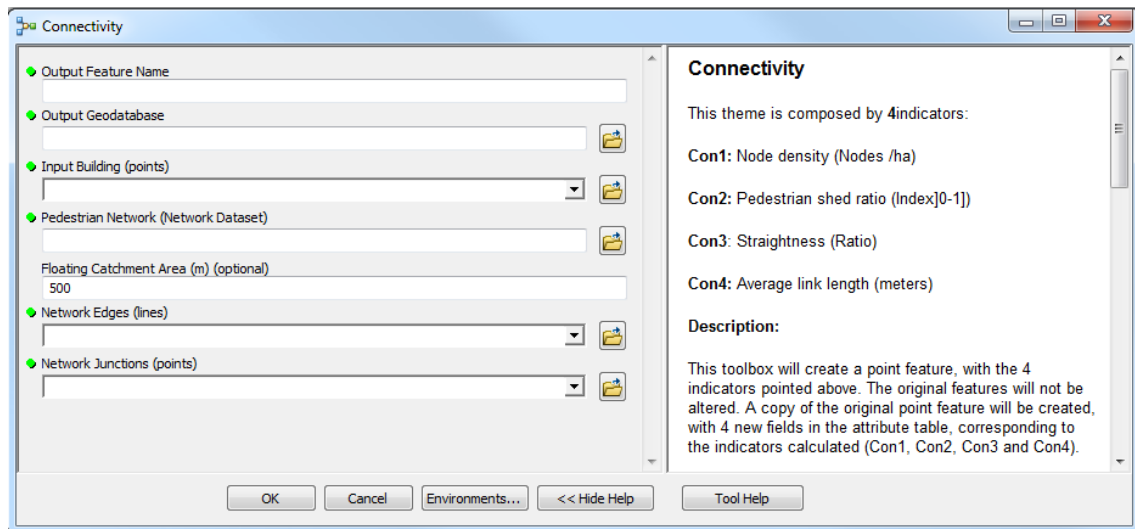 Connectivity
Output Feature Name
Output Geodatabase
Input Building (points)
Pedestrian Network (Network Dataset)
Floating Catchment Area (m) (optional)
500
Network Edges (lines)
Network Junctions (points)
Connectivity
This theme is composed by 4indicators:
Con1: Node density (Nodes /ha)
Con2: Pedestrian shed ratio (Index]0-1])
Con3: Straightness (Ratio)
Con4: Average link length (meters)
Description:
This toolbox will create a point feature, with the 4
indicators pointed above. The original features will not be
altered. A copy of the original point feature will be created,
with 4 new fields in the attribute table, corresponding to
the indicators calculated (Con1, Con2, Con3 and Con4).
OK Cancel Environments... << Hide Help Tool Help